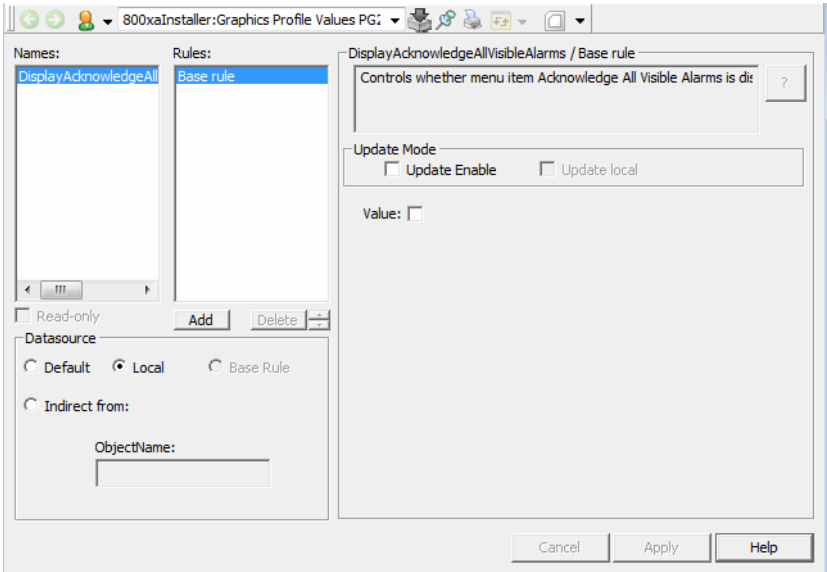 800xaInstaller:Graphics Profile Values PG2
Names:
Rules:
DisplayAcknowledgeAllVisibleAlarms / Base rule
DisplayAcknowledgeAll
Base rule
Controls whether menu item Acknowledge All Visible Alarms is dis
?
Update Mode
Update Enable
Update local
Value:
Read-only
Add
Delete
Datasource
Default
Local
Base Rule
Indirect from:
ObjectName:
Cancel
Apply
Help